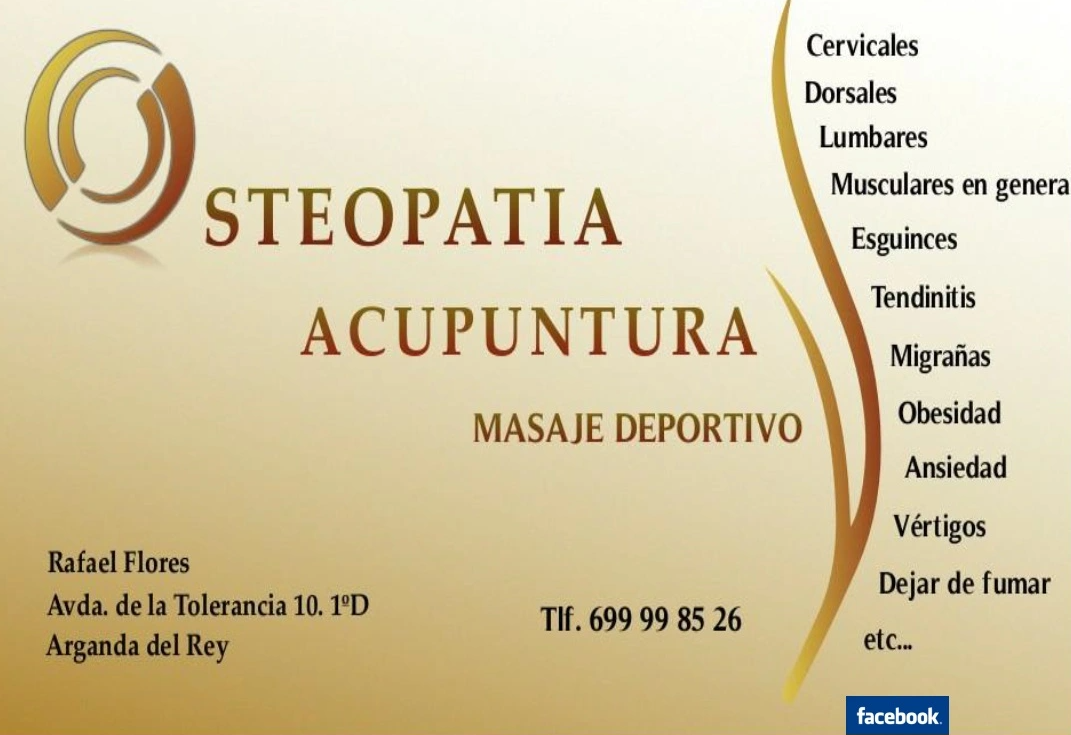 OSTEOPATIA
ACUPUNTURA
MASAJE DEPORTIVO
Cervicales
Dorsales
Lumbares
Musculares en genera
Esguinces
Tendinitis
Migrañas
Obesidad
Ansiedad
Vértigos
Dejar de fumar
etc...
Rafael Flores
Avda. de la Tolerancia 10. 1ºD
Arganda del Rey
Tlf. 699 99 85 26
facebook.